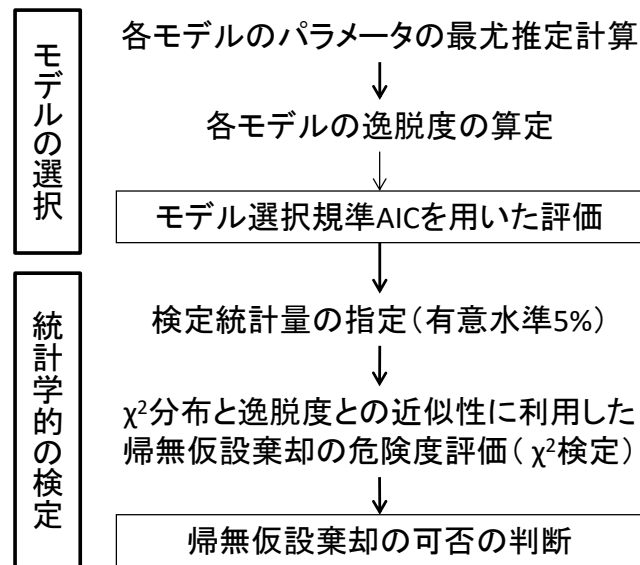 モデルの選択
各モデルのパラメータの最尤推定計算
各モデルの逸脱度の算定
モデル選択規準AICを用いた評価
統計学的の検定
検定統計量の指定(有意水準5%)
χ²分布と逸脱度との近似性に利用した
帰無仮設棄却の危険度評価( χ²検定)
帰無仮設棄却の可否の判断